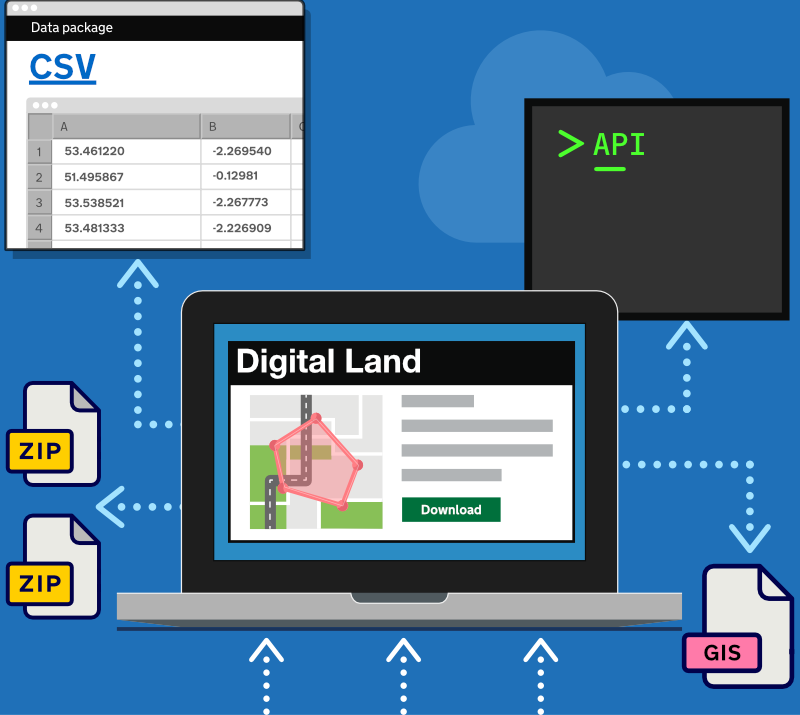 Data package
CSV
A B
1 53.461220 -2.269540
2 51.495867 -0.12981
3 53.538521 -2.267773
4 53.481333 -2.226909
> API
Digital Land
Download
ZIP
ZIP
GIS